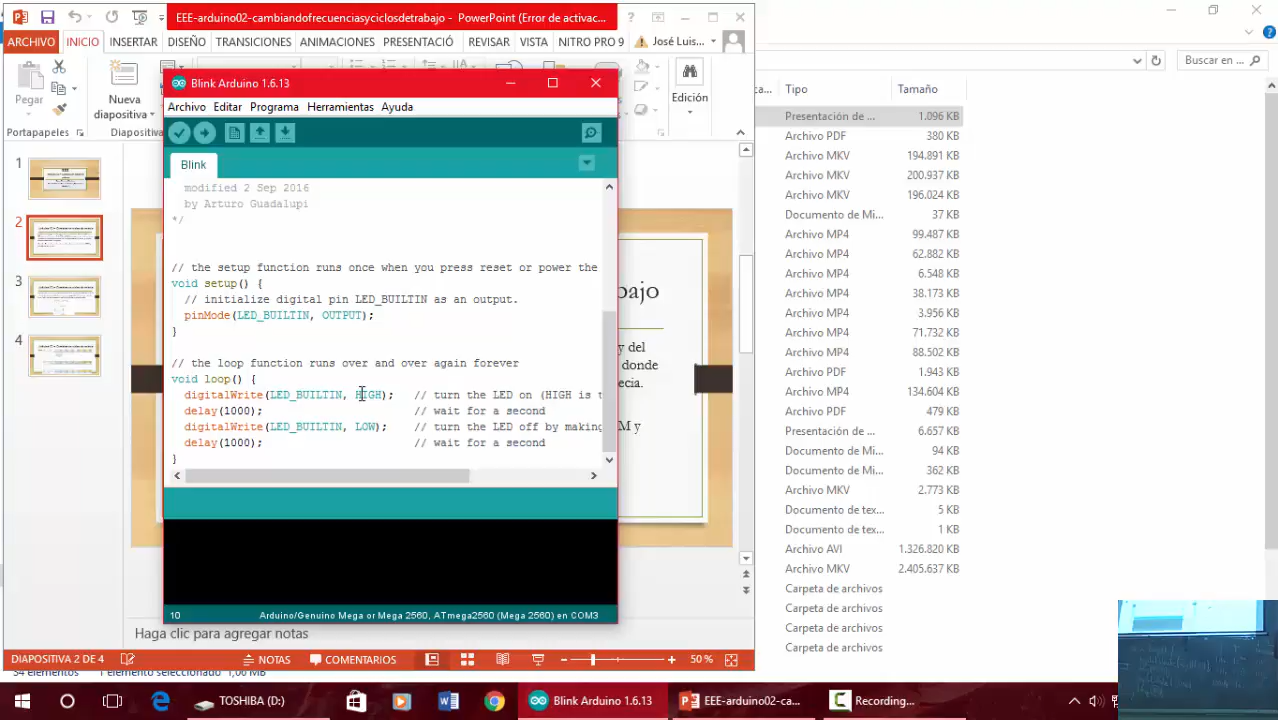 EEE-arduino02-cambiandofrecuenciasyciclosdetrabajo - PowerPoint (Error de activac...
ARCHIVO INICIO INSERTAR DISEÑO TRANSICIONES ANIMACIONES PRESENTACIÓ REVISAR VISTA NITRO PRO 9 José Luis...
Pegar
Nueva
diapositiva
Edición
Portapapeles
Diapositiva
Buscar en ...
Blink Arduino 1.6.13
Archivo Editar Programa Herramientas Ayuda
Blink
modified 2 Sep 2016
by Arturo Guadalupi
*/
// the setup function runs once when you press reset or power the
void setup() {
// initialize digital pin LED_BUILTIN as an output.
pinMode(LED_BUILTIN, OUTPUT);
}
// the loop function runs over and over again forever
void loop() {
digitalWrite(LED_BUILTIN, HIGH); // turn the LED on (HIGH is t
delay(1000); // wait for a second
digitalWrite(LED_BUILTIN, LOW); // turn the LED off by making
delay(1000); // wait for a second
}
10 Arduino/Genuino Mega or Mega 2560, ATmega2560 (Mega 2560) en COM3
1
2
3
4
bajo
y del
donde
ecia.
M y
Haga clic para agregar notas
DIAPOSITIVA 2 DE 4 NOTAS COMENTARIOS 50 %
54 elementos 1 elemento seleccionado 1,06 MB
ca... Tipo Tamaño
Presentación de ... 1.096 KB
Archivo PDF 380 KB
Archivo MKV 194.891 KB
Archivo MKV 200.937 KB
Archivo MKV 196.024 KB
Documento de Mi... 37 KB
Archivo MP4 99.487 KB
Archivo MP4 62.882 KB
Archivo MP4 6.548 KB
Archivo MP4 38.173 KB
Archivo MP4 3.956 KB
Archivo MP4 71.732 KB
Archivo MP4 88.502 KB
Archivo PDF 1.943 KB
Archivo MP4 134.604 KB
Archivo PDF 479 KB
Presentación de ... 6.657 KB
Documento de Mi... 94 KB
Documento de Mi... 362 KB
Archivo MKV 2.773 KB
Documento de tex... 5 KB
Documento de tex... 1 KB
Archivo AVI 1.326.820 KB
Archivo MKV 2.405.637 KB
Carpeta de archivos
Carpeta de archivos
Carpeta de archivos
Carpeta de archivos
TOSHIBA (D:) Blink Arduino 1.6.13 EEE-arduino02-ca... Recording...